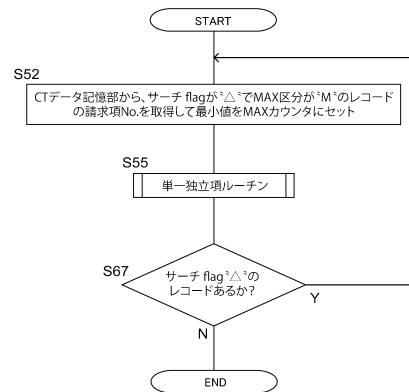 START
S52
CTデータ記憶部から、サーチflagが〝△〟でMAX区分が〝M〟のレコード
の請求項No.を取得して最小値をMAXカウンタにセット
S55
単一独立項ルーチン
S67
サーチflag〝△〟の
レコードあるか？
Y
N
END